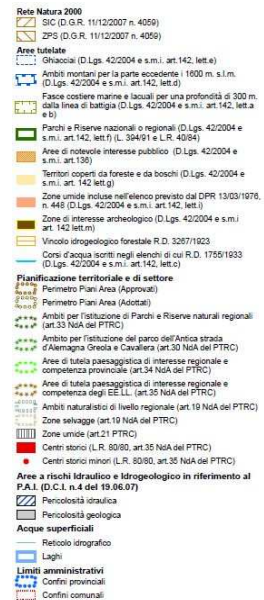 Rete Natura 2000
SIC (D.G.R. 11/12/2007 n. 4059)
ZPS (D.G.R. 11/12/2007 n. 4059)
Aree tutelate
Ghiacciai (D.Lgs. 42/2004 e s.m.i. art.142, lett.e)
Ambiti montani per la parte eccedenti i 1600 m. s.l.m.
(D.Lgs. 42/2004 e s.m.i. art.142, lett.d)
Fasce costiere marine e lacuali per una profondità di 300 m.
dalla linea di battigia (D.Lgs. 42/2004 e s.m.i. art.142, lett.a
e b)
Parchi e Riserve nazionali o regionali (D.Lgs. 42/2004 e
s.m.i. art.142, lett.f) (L. 394/91 e L.R. 40/84)
Aree di notevole interesse pubblico (D.Lgs. 42/2004 e
s.m.i. art.136)
Territori coperti da foreste e da boschi (D.Lgs. 42/2004 e
s.m.i. art. 142 lett.g)
Zone umide incluse nell'elenco previsto dal DPR 13/03/1976,
n. 448 (D.Lgs. 42/2004 e s.m.i. art.142, lett.i)
Zone di interesse archeologico (D.Lgs. 42/2004 e s.m.i
art.142 lett.m)
Vincolo idrogeologico forestale R.D. 3267/1923
Corsi d'acqua iscritti negli elenchi di cui R.D. 1755/1933
(D.Lgs. 42/2004 e s.m.i. art.142, lett.c)
Pianificazione territoriale e di settore
Perimetro Piani Area (Approvati)
Perimetro Piani Area (Adottati)
Ambiti per l'istituzione di Parchi e Riserve naturali regionali
(art.33 NdA del PTRC)
Ambito per l'istituzione del parco dell'Antica strada
d'Alemagna Greola e Cavallera (art.30 NdA del PTRC)
Aree di tutela paesaggistica di interesse regionale e
competenza provinciale (art.34 NdA del PTRC)
Aree di tutela paesaggistica di interesse regionale e
competenza degli EE.LL. (art.35 NdA del PTRC)
Ambiti naturalistici di livello regionale (art.19 NdA del PTRC)
Zone selvagge (art.19 NdA del PTRC)
Zone umide (art.21 PTRC)
Centri storici (L.R. 80/80, art.35 NdA del PTRC)
Centri storici minori (L.R. 80/80, art.35 NdA del PTRC)
Aree a rischi Idraulico e Idrogeologico in riferimento al
P.A.I. (D.C.I. n.4 del 19.06.07)
Pericolosità idraulica
Pericolosità geologica
Acque superficiali
Reticolo idrografico
Laghi
Limiti amministrativi
Confini provinciali
Confini comunali